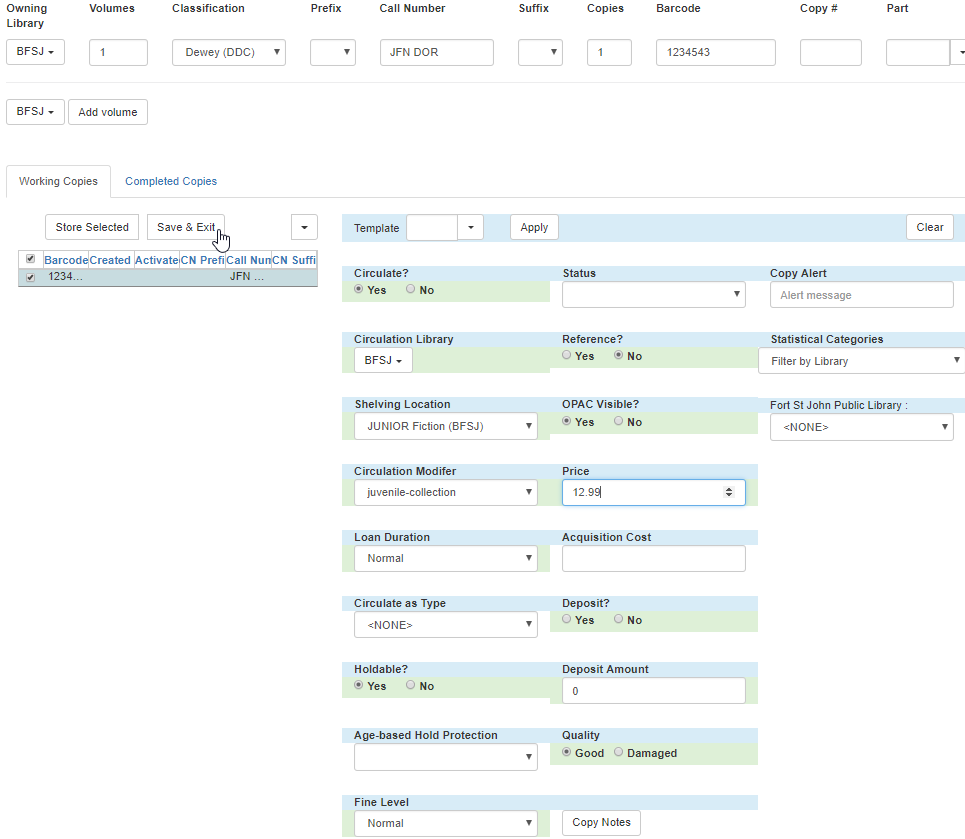 Owning Library Volumes Classification Prefix Call Number Suffix Copies Barcode Copy # Part
BFSJ 1 Dewey (DDC) JFN DOR 1 1234543
BFSJ Add volume
Working Copies Completed Copies
Store Selected Save & Exit Template Apply Clear
Barcode Created Activate CN Prefi Call Nun CN Suffi
1234... JFN ...
Circulate? Status Copy Alert
Yes No Alert message
Circulation Library Reference? Statistical Categories
BFSJ Yes No Filter by Library
Shelving Location OPAC Visible? Fort St John Public Library :
JUNIOR Fiction (BFSJ) Yes No <NONE>
Circulation Modifer Price
juvenile-collection 12.99
Loan Duration Acquisition Cost
Normal
Circulate as Type Deposit?
<NONE> Yes No
Holdable? Deposit Amount
Yes No 0
Age-based Hold Protection Quality
Good Damaged
Fine Level
Normal Copy Notes